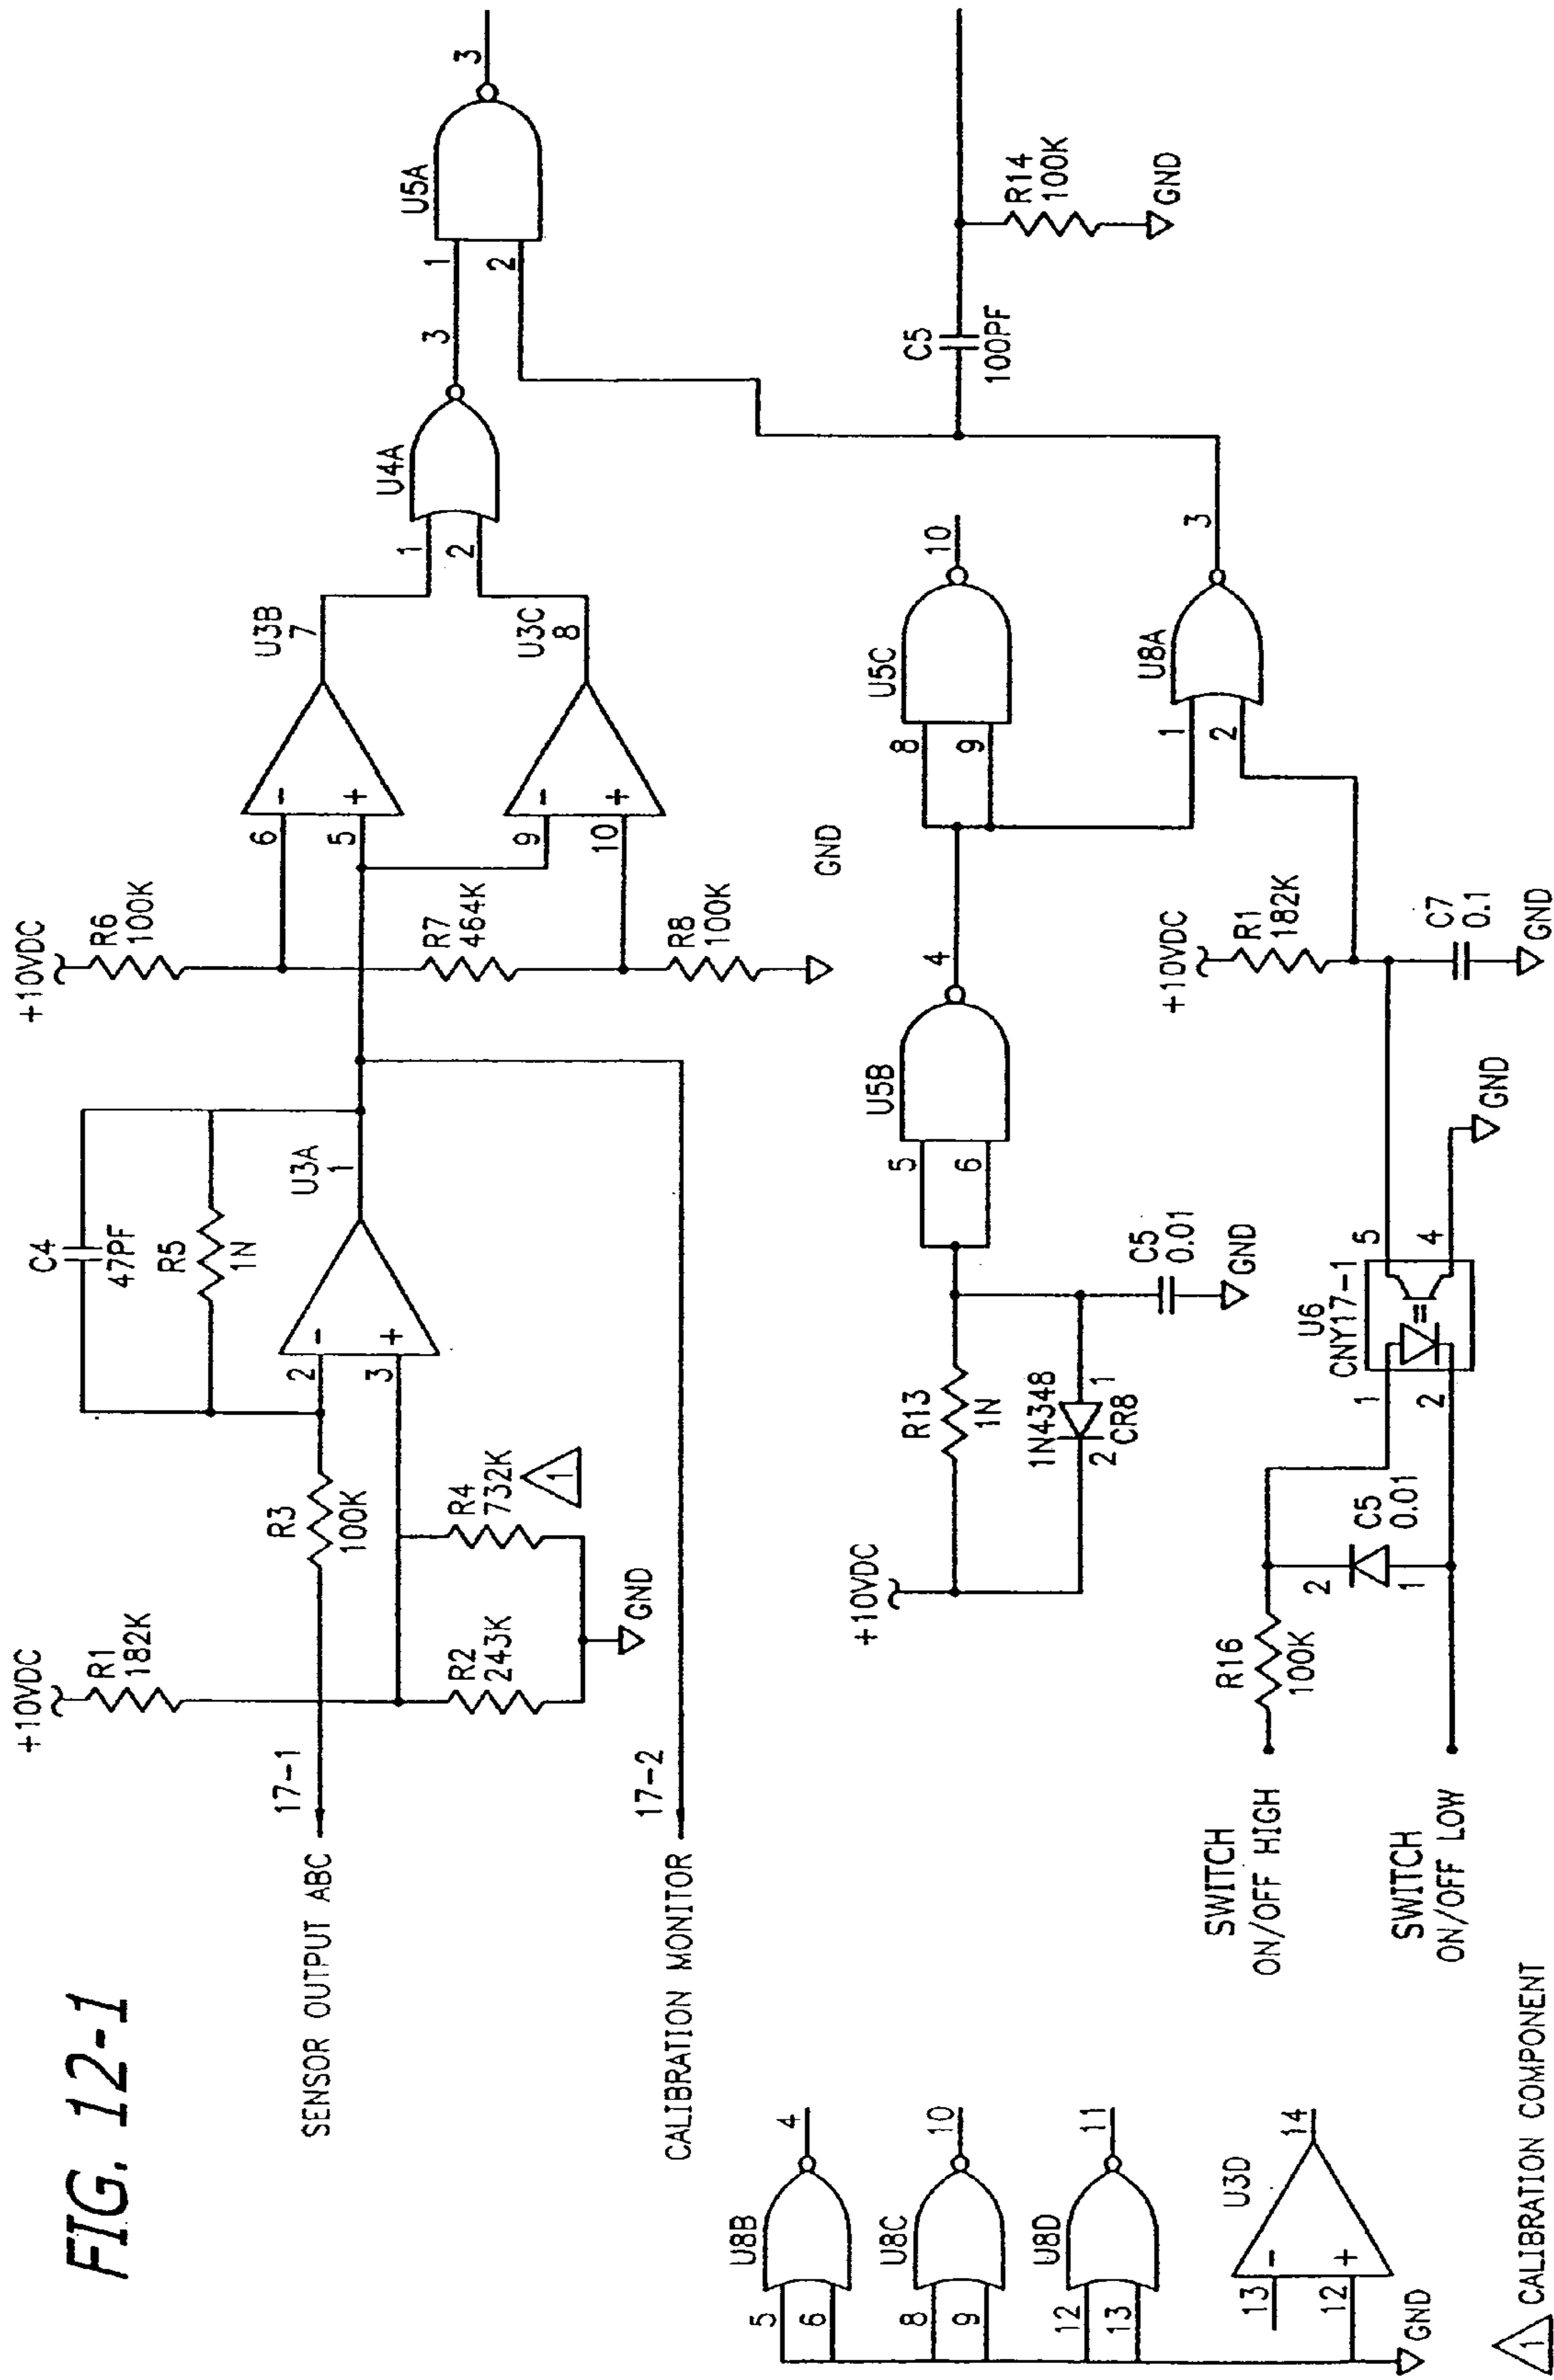 FIG. 12-1
+10VDC
R1
182K
17-1
SENSOR OUTPUT ABC
R3
100K
R2
243K
R4
732K
1
GND
C4
47PF
R5
1N
2
-
3
+
U3A
1
17-2
CALIBRATION MONITOR
+10VDC
R6
100K
R7
464K
R8
100K
GND
6
-
5
+
U3B
7
9
-
10
+
U3C
8
1
2
U4A
3
1
2
U5A
3
+10VDC
R13
1N
1N4348
2
1
CR8
C5
0.01
GND
5
6
U5B
4
8
9
U5C
10
1
2
U8A
3
C5
100PF
R14
100K
GND
SWITCH
ON/OFF HIGH
R16
100K
SWITCH
ON/OFF LOW
2
1
C5
0.01
1
2
U6
CNY17-1
5
4
GND
+10VDC
R1
182K
C7
0.1
GND
U8B
5
6
4
U8C
8
9
10
U8D
12
13
11
U3D
13
-
12
+
14
GND
1
CALIBRATION COMPONENT